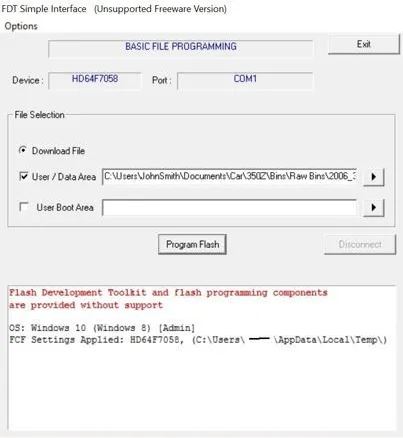 FDT Simple Interface (Unsupported Freeware Version)
Options
BASIC FILE PROGRAMMING
Exit
Device : HD64F7058 Port : COM1
File Selection
Download File
User / Data Area C:\Users\JohnSmith\Documents\Car\350Z\Bins\Raw Bins\2006_3
User Boot Area
Program Flash
Disconnect
Flash Development Toolkit and flash programming components
are provided without support
OS: Windows 10 (Windows 8) [Admin]
FCF Settings Applied: HD64F7058, (C:\Users\ \AppData\Local\Temp\)